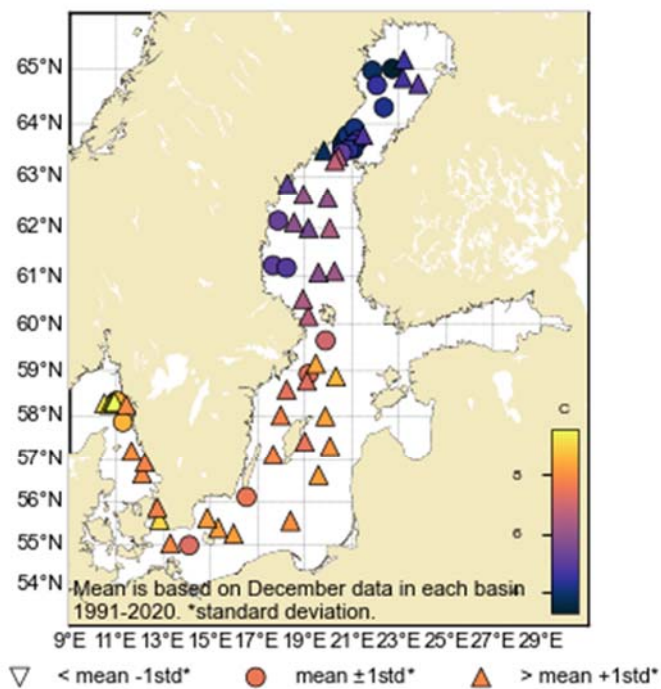 65°N
64°N
63°N
62°N
61°N
60°N
59°N
58°N
57°N
56°N
55°N
54°N
C
8
6
4
Mean is based on December data in each basin
1991-2020. *standard deviation.
9°E 11°E 13°E 15°E 17°E 19°E 21°E 23°E 25°E 27°E 29°E
< mean -1std* mean ±1std* > mean +1std*